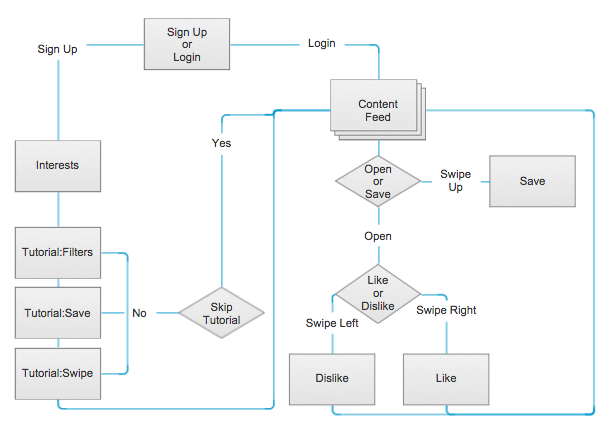 Sign Up
or
Login
Sign Up
Login
Content
Feed
Yes
Interests
Open
or
Save
Swipe
Up
Save
Open
Tutorial:Filters
Like
or
Dislike
Tutorial:Save
No
Skip
Tutorial
Swipe Left
Swipe Right
Tutorial:Swipe
Dislike
Like